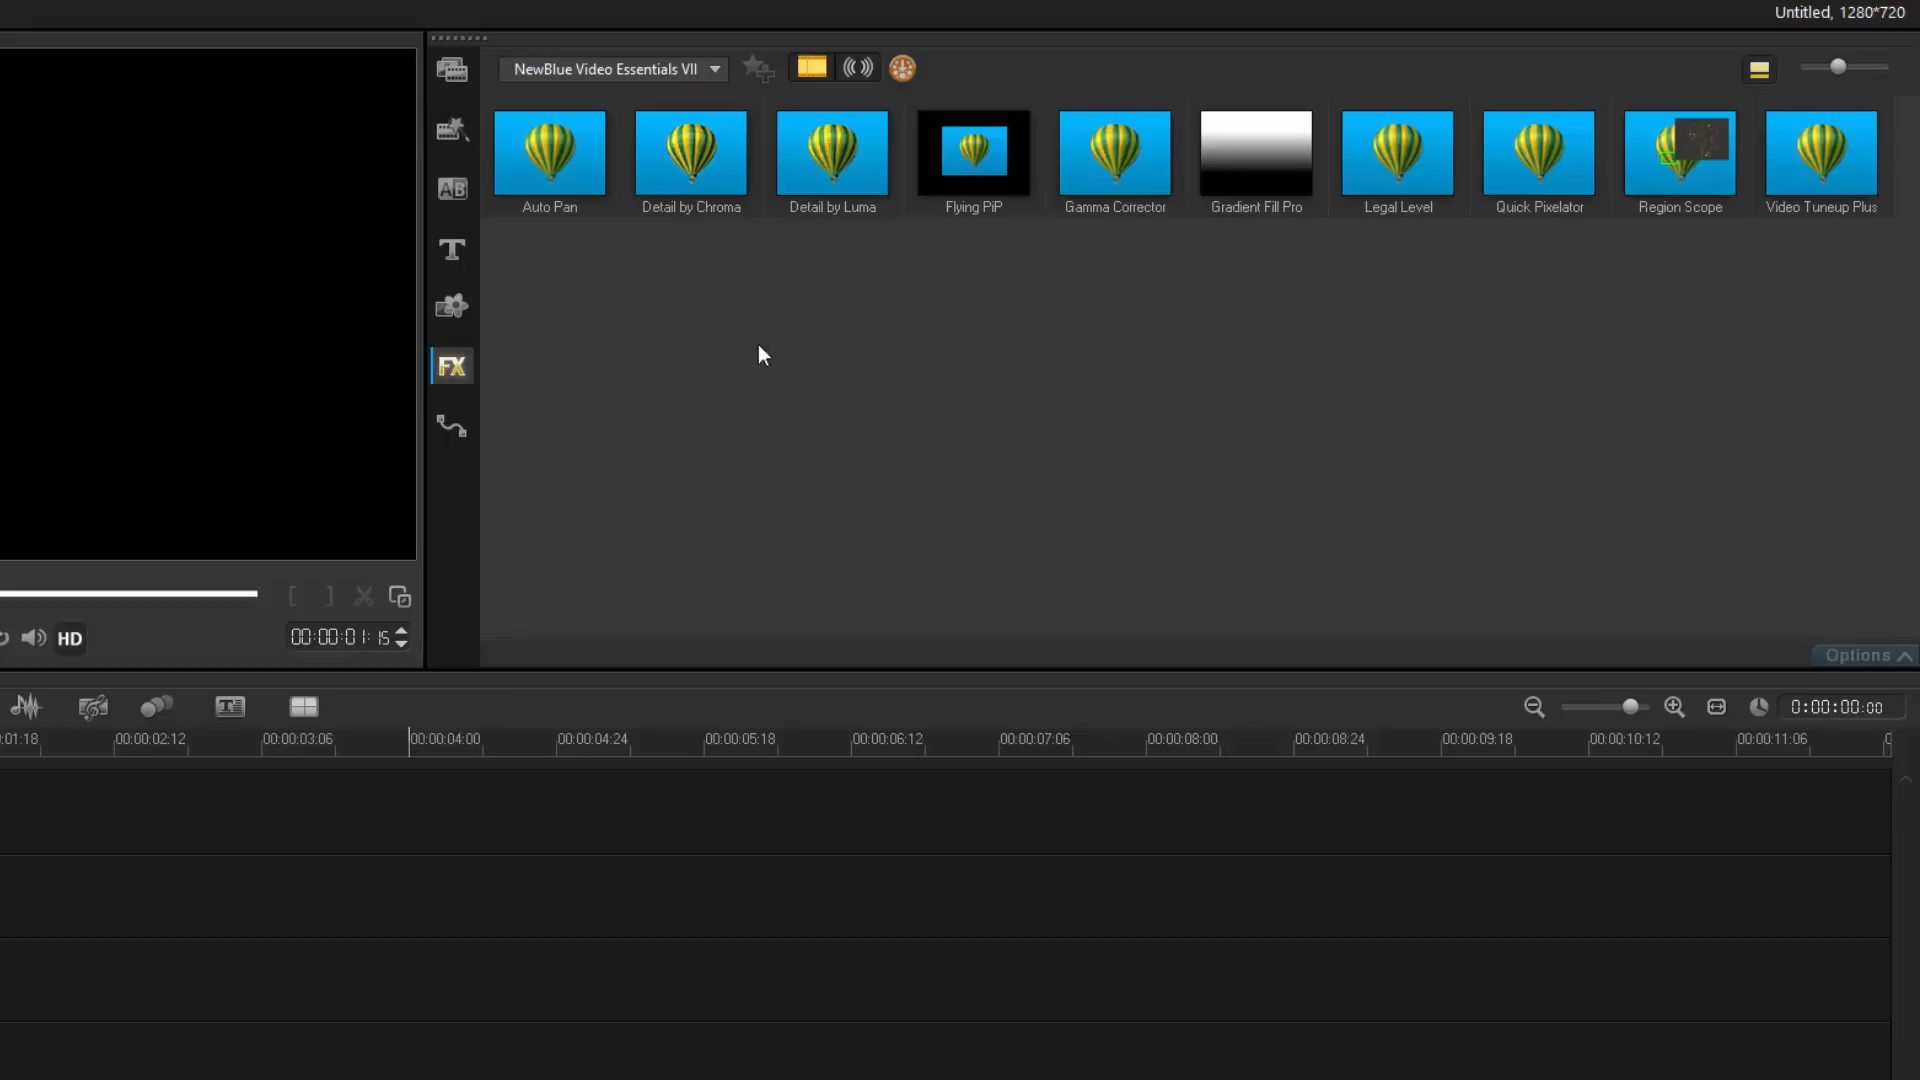 Untitled, 1280*720
NewBlue Video Essentials VII
Auto Pan
Detail by Chroma
Detail by Luma
Flying PiP
Gamma Corrector
Gradient Fill Pro
Legal Level
Quick Pixelator
Region Scope
Video Tuneup Plus
AB
T
FX
[ ]
HD
00:00:01:15
Options
T
0:00:00:00
:01:18
00:00:02:12
00:00:03:06
00:00:04:00
00:00:04:24
00:00:05:18
00:00:06:12
00:00:07:06
00:00:08:00
00:00:08:24
00:00:09:18
00:00:10:12
00:00:11:06